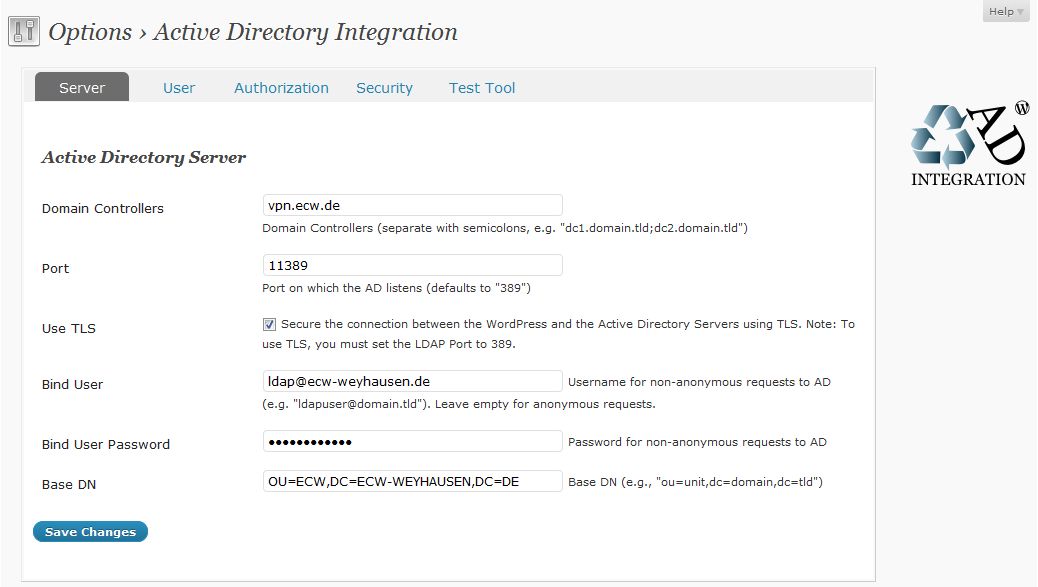 Help
Options › Active Directory Integration
Server User Authorization Security Test Tool
W
AD
INTEGRATION
Active Directory Server
Domain Controllers vpn.ecw.de
Domain Controllers (separate with semicolons, e.g. "dc1.domain.tld;dc2.domain.tld")
Port 11389
Port on which the AD listens (defaults to "389")
Use TLS Secure the connection between the WordPress and the Active Directory Servers using TLS. Note: To
use TLS, you must set the LDAP Port to 389.
Bind User ldap@ecw-weyhausen.de Username for non-anonymous requests to AD
(e.g. "ldapuser@domain.tld"). Leave empty for anonymous requests.
Bind User Password ●●●●●●●●●●●● Password for non-anonymous requests to AD
Base DN OU=ECW,DC=ECW-WEYHAUSEN,DC=DE Base DN (e.g., "ou=unit,dc=domain,dc=tld")
Save Changes